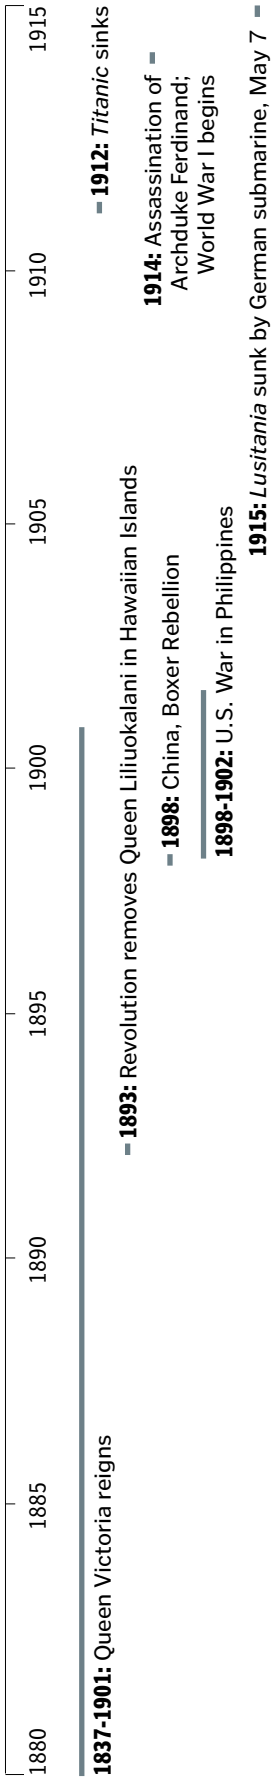 1880
1885
1890
1895
1900
1905
1910
1915
1837-1901: Queen Victoria reigns
1912: Titanic sinks
1893: Revolution removes Queen Liliuokalani in Hawaiian Islands
1914: Assassination of
Archduke Ferdinand;
World War I begins
1898: China, Boxer Rebellion
1898-1902: U.S. War in Philippines
1915: Lusitania sunk by German submarine, May 7